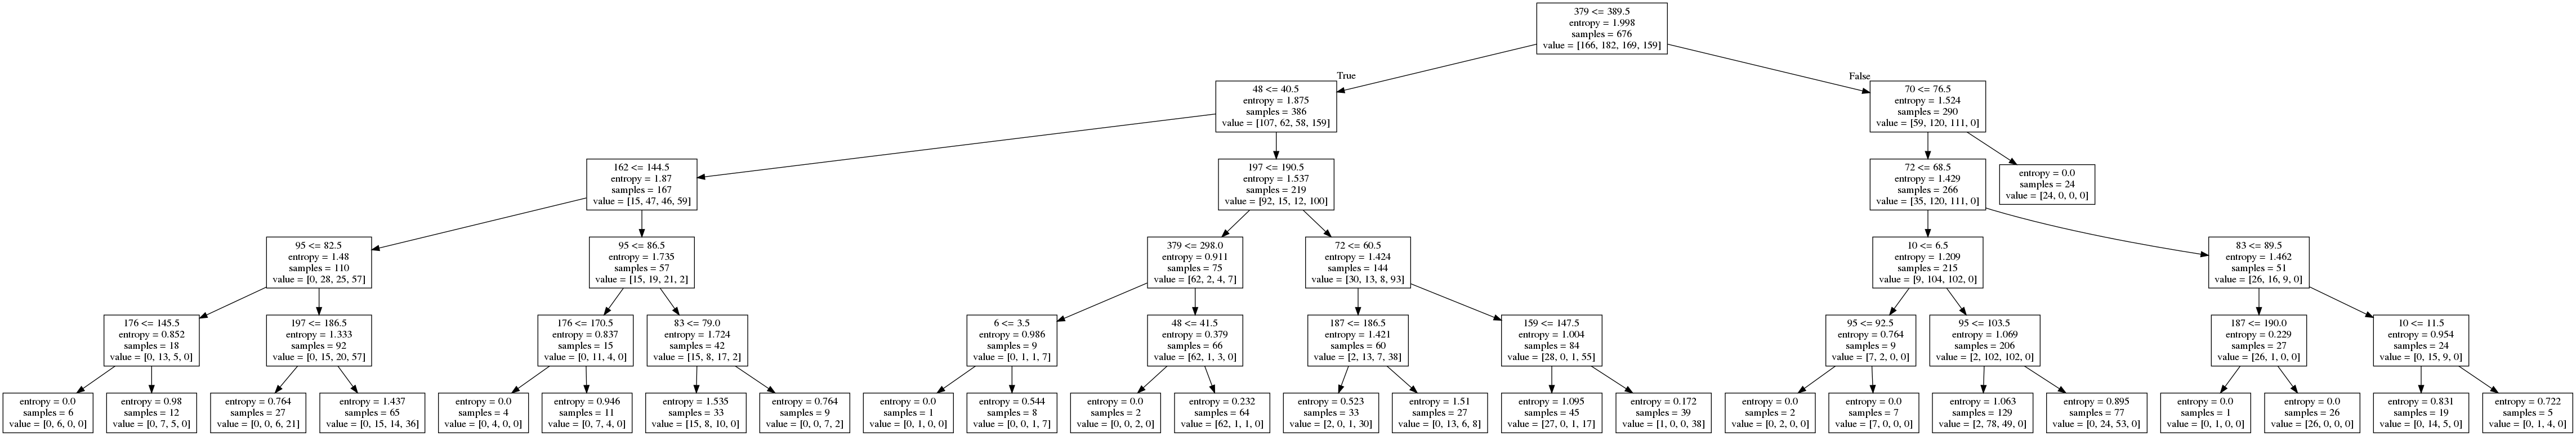 379 <= 389.5
entropy = 1.998
samples = 676
value = [166, 182, 169, 159]
True
False
48 <= 40.5
entropy = 1.875
samples = 386
value = [107, 62, 58, 159]
70 <= 76.5
entropy = 1.524
samples = 290
value = [59, 120, 111, 0]
162 <= 144.5
entropy = 1.87
samples = 167
value = [15, 47, 46, 59]
197 <= 190.5
entropy = 1.537
samples = 219
value = [92, 15, 12, 100]
72 <= 68.5
entropy = 1.429
samples = 266
value = [35, 120, 111, 0]
entropy = 0.0
samples = 24
value = [24, 0, 0, 0]
95 <= 82.5
entropy = 1.48
samples = 110
value = [0, 28, 25, 57]
95 <= 86.5
entropy = 1.735
samples = 57
value = [15, 19, 21, 2]
379 <= 298.0
entropy = 0.911
samples = 75
value = [62, 2, 4, 7]
72 <= 60.5
entropy = 1.424
samples = 144
value = [30, 13, 8, 93]
10 <= 6.5
entropy = 1.209
samples = 215
value = [9, 104, 102, 0]
83 <= 89.5
entropy = 1.462
samples = 51
value = [26, 16, 9, 0]
176 <= 145.5
entropy = 0.852
samples = 18
value = [0, 13, 5, 0]
197 <= 186.5
entropy = 1.333
samples = 92
value = [0, 15, 20, 57]
176 <= 170.5
entropy = 0.837
samples = 15
value = [0, 11, 4, 0]
83 <= 79.0
entropy = 1.724
samples = 42
value = [15, 8, 17, 2]
6 <= 3.5
entropy = 0.986
samples = 9
value = [0, 1, 1, 7]
48 <= 41.5
entropy = 0.379
samples = 66
value = [62, 1, 3, 0]
187 <= 186.5
entropy = 1.421
samples = 60
value = [2, 13, 7, 38]
159 <= 147.5
entropy = 1.004
samples = 84
value = [28, 0, 1, 55]
95 <= 92.5
entropy = 0.764
samples = 9
value = [7, 2, 0, 0]
95 <= 103.5
entropy = 1.069
samples = 206
value = [2, 102, 102, 0]
187 <= 190.0
entropy = 0.229
samples = 27
value = [26, 1, 0, 0]
10 <= 11.5
entropy = 0.954
samples = 24
value = [0, 15, 9, 0]
entropy = 0.0
samples = 6
value = [0, 6, 0, 0]
entropy = 0.98
samples = 12
value = [0, 7, 5, 0]
entropy = 0.764
samples = 27
value = [0, 0, 6, 21]
entropy = 1.437
samples = 65
value = [0, 15, 14, 36]
entropy = 0.0
samples = 4
value = [0, 4, 0, 0]
entropy = 0.946
samples = 11
value = [0, 7, 4, 0]
entropy = 1.535
samples = 33
value = [15, 8, 10, 0]
entropy = 0.764
samples = 9
value = [0, 0, 7, 2]
entropy = 0.0
samples = 1
value = [0, 1, 0, 0]
entropy = 0.544
samples = 8
value = [0, 0, 1, 7]
entropy = 0.0
samples = 2
value = [0, 0, 2, 0]
entropy = 0.232
samples = 64
value = [62, 1, 1, 0]
entropy = 0.523
samples = 33
value = [2, 0, 1, 30]
entropy = 1.51
samples = 27
value = [0, 13, 6, 8]
entropy = 1.095
samples = 45
value = [27, 0, 1, 17]
entropy = 0.172
samples = 39
value = [1, 0, 0, 38]
entropy = 0.0
samples = 2
value = [0, 2, 0, 0]
entropy = 0.0
samples = 7
value = [7, 0, 0, 0]
entropy = 1.063
samples = 129
value = [2, 78, 49, 0]
entropy = 0.895
samples = 77
value = [0, 24, 53, 0]
entropy = 0.0
samples = 1
value = [0, 1, 0, 0]
entropy = 0.0
samples = 26
value = [26, 0, 0, 0]
entropy = 0.831
samples = 19
value = [0, 14, 5, 0]
entropy = 0.722
samples = 5
value = [0, 1, 4, 0]